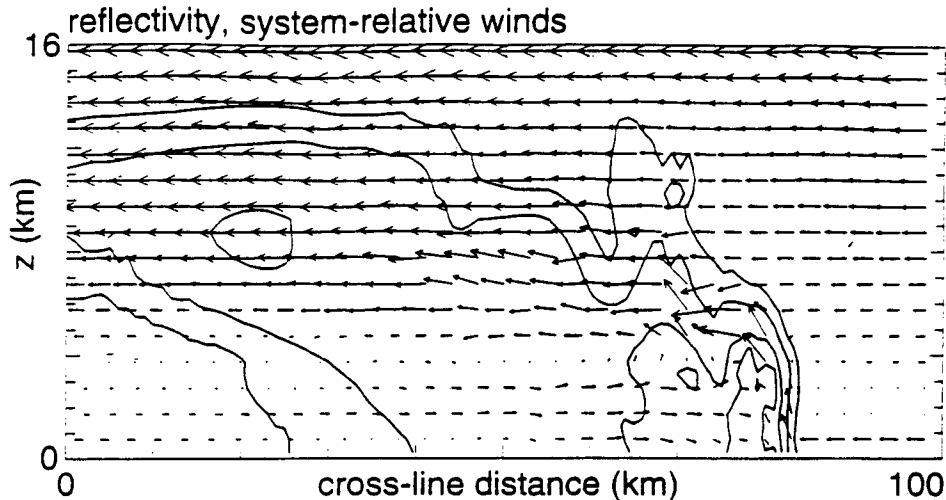 reflectivity, system-relative winds
16
z (km)
0
0
cross-line distance (km)
100